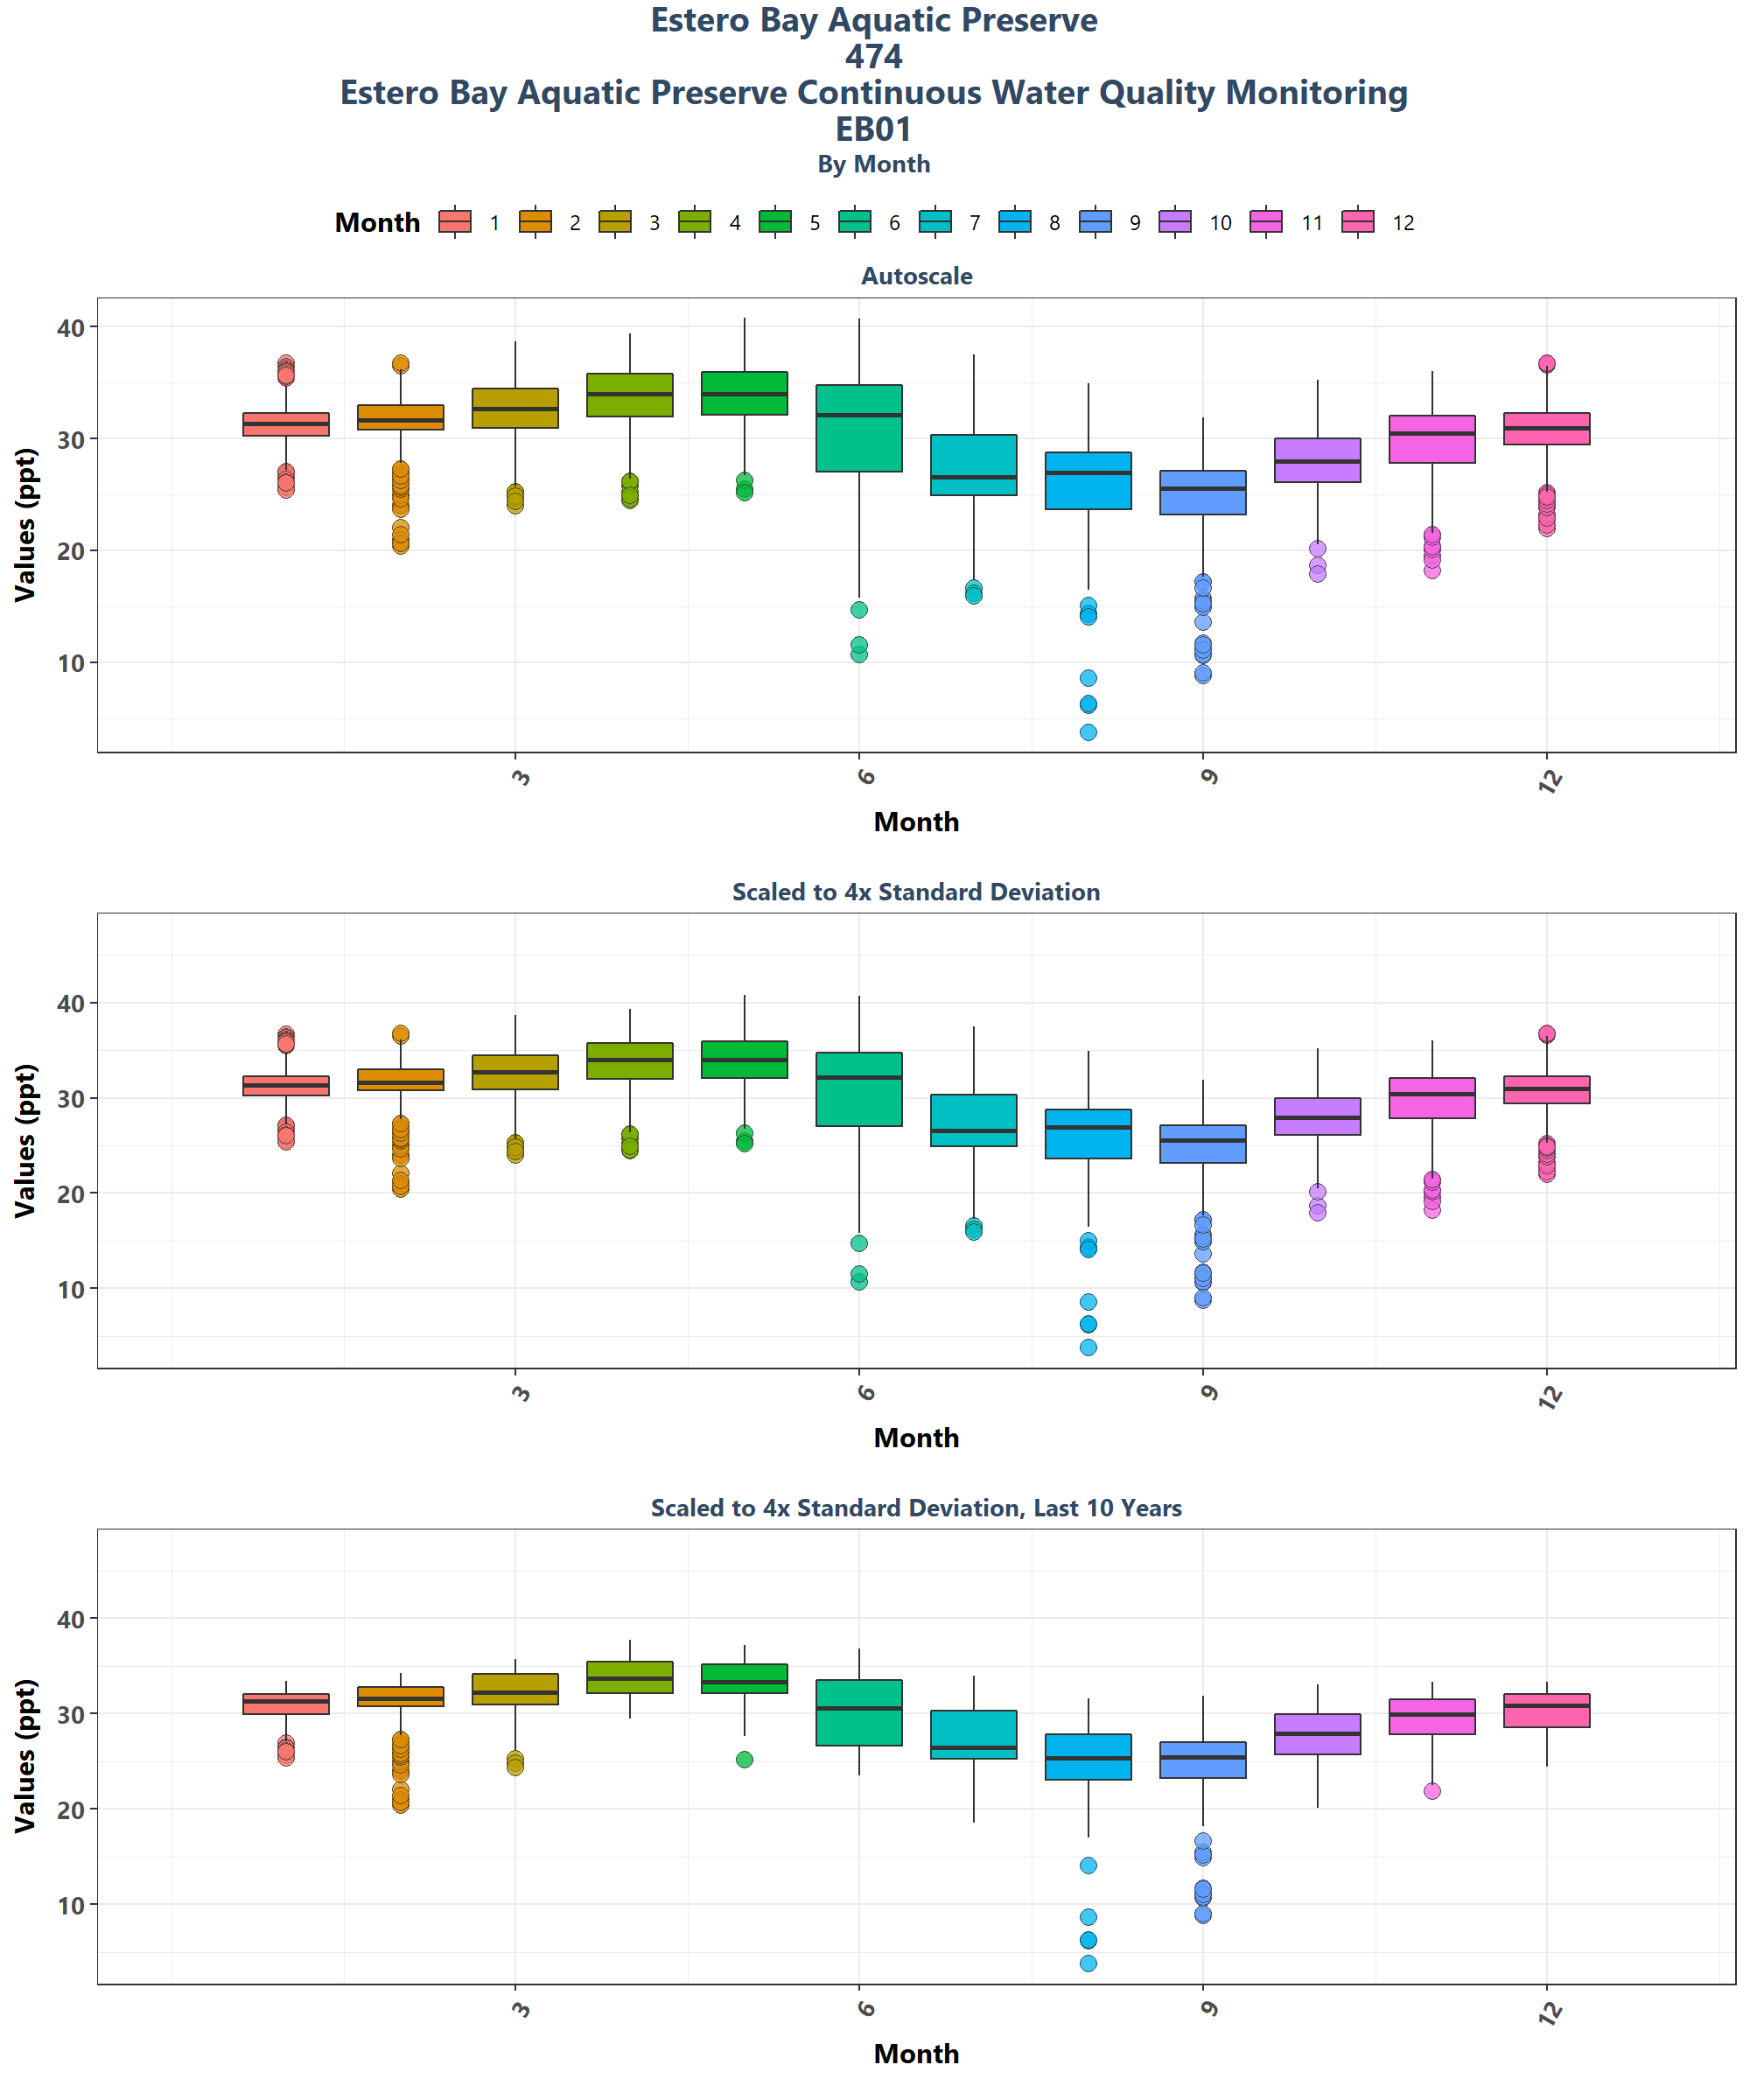 Estero Bay Aquatic Preserve
474
Estero Bay Aquatic Preserve Continuous Water Quality Monitoring
EB01
By Month
Month 1 2 3 4 5 6 7 8 9 10 11 12
Autoscale
Values (ppt)
40
30
20
10
3 6 9 12
Month
Scaled to 4x Standard Deviation
Values (ppt)
40
30
20
10
3 6 9 12
Month
Scaled to 4x Standard Deviation, Last 10 Years
Values (ppt)
40
30
20
10
3 6 9 12
Month